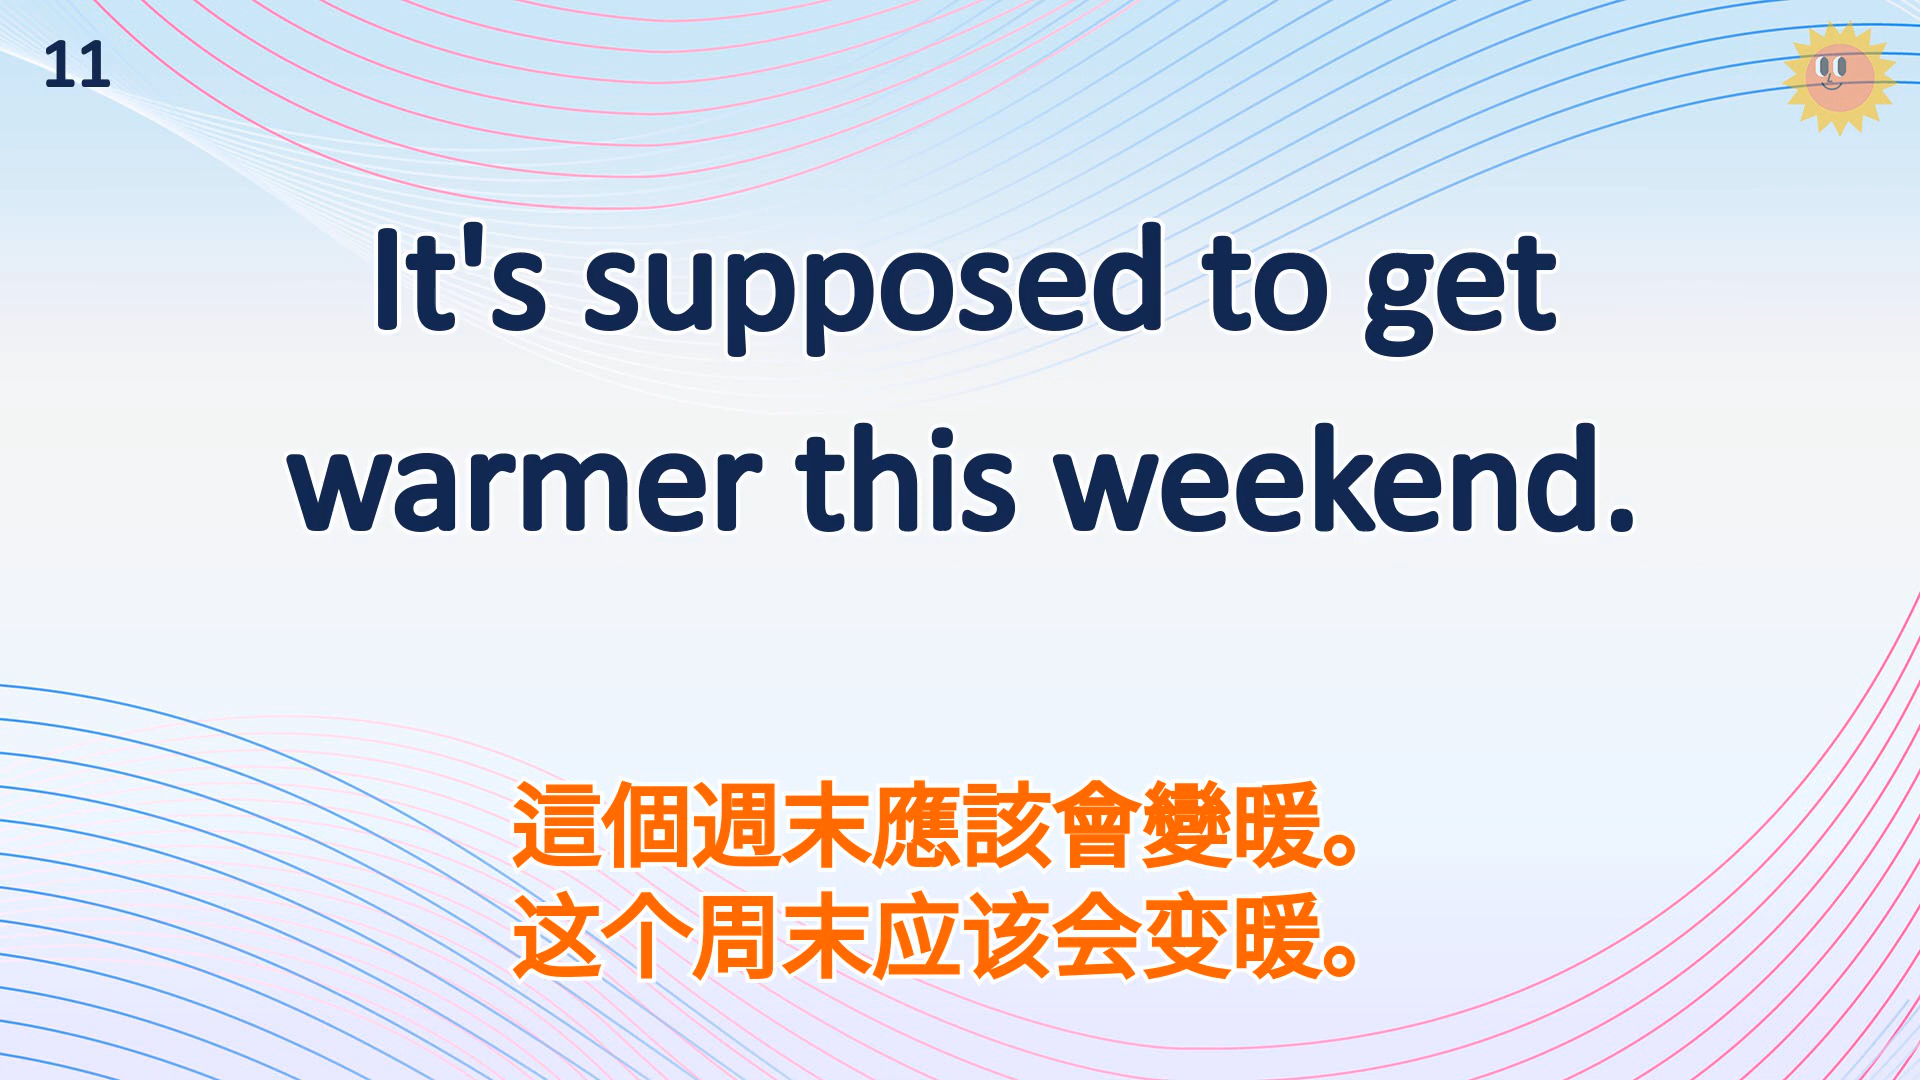 11
It's supposed to get
warmer this weekend.
這個週末應該會變暖。
这个周末应该会变暖。